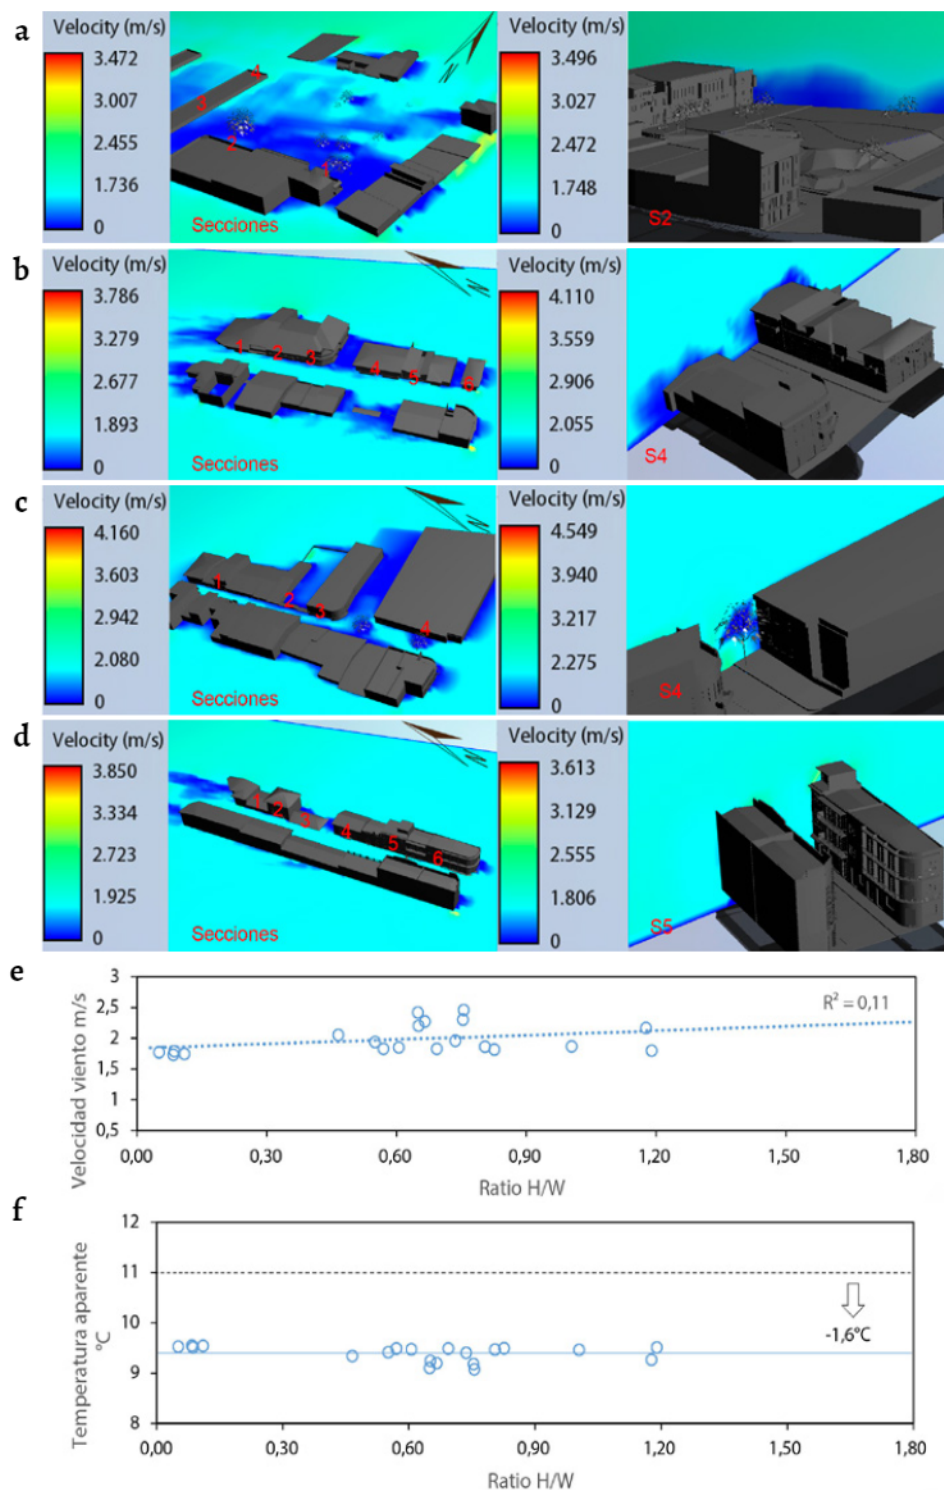 a
Velocity (m/s)
3.472
3.007
2.455
1.736
0
4
3
2
1
N
Secciones
Velocity (m/s)
3.496
3.027
2.472
1.748
0
S2
b
Velocity (m/s)
3.786
3.279
2.677
1.893
0
1
2
3
4
5
6
N
Secciones
Velocity (m/s)
4.110
3.559
2.906
2.055
0
S4
c
Velocity (m/s)
4.160
3.603
2.942
2.080
0
1
2
3
4
N
Secciones
Velocity (m/s)
4.549
3.940
3.217
2.275
0
S4
d
Velocity (m/s)
3.850
3.334
2.723
1.925
0
1
2
3
4
5
6
N
Secciones
Velocity (m/s)
3.613
3.129
2.555
1.806
0
S5
e
Velocidad viento m/s
3
2,5
2
1,5
1
0,5
R² = 0,11
0,00 0,30 0,60 0,90 1,20 1,50 1,80
Ratio H/W
f
Temperatura aparente
°C
12
11
10
9
8
-1,6°C
0,00 0,30 0,60 0,90 1,20 1,50 1,80
Ratio H/W